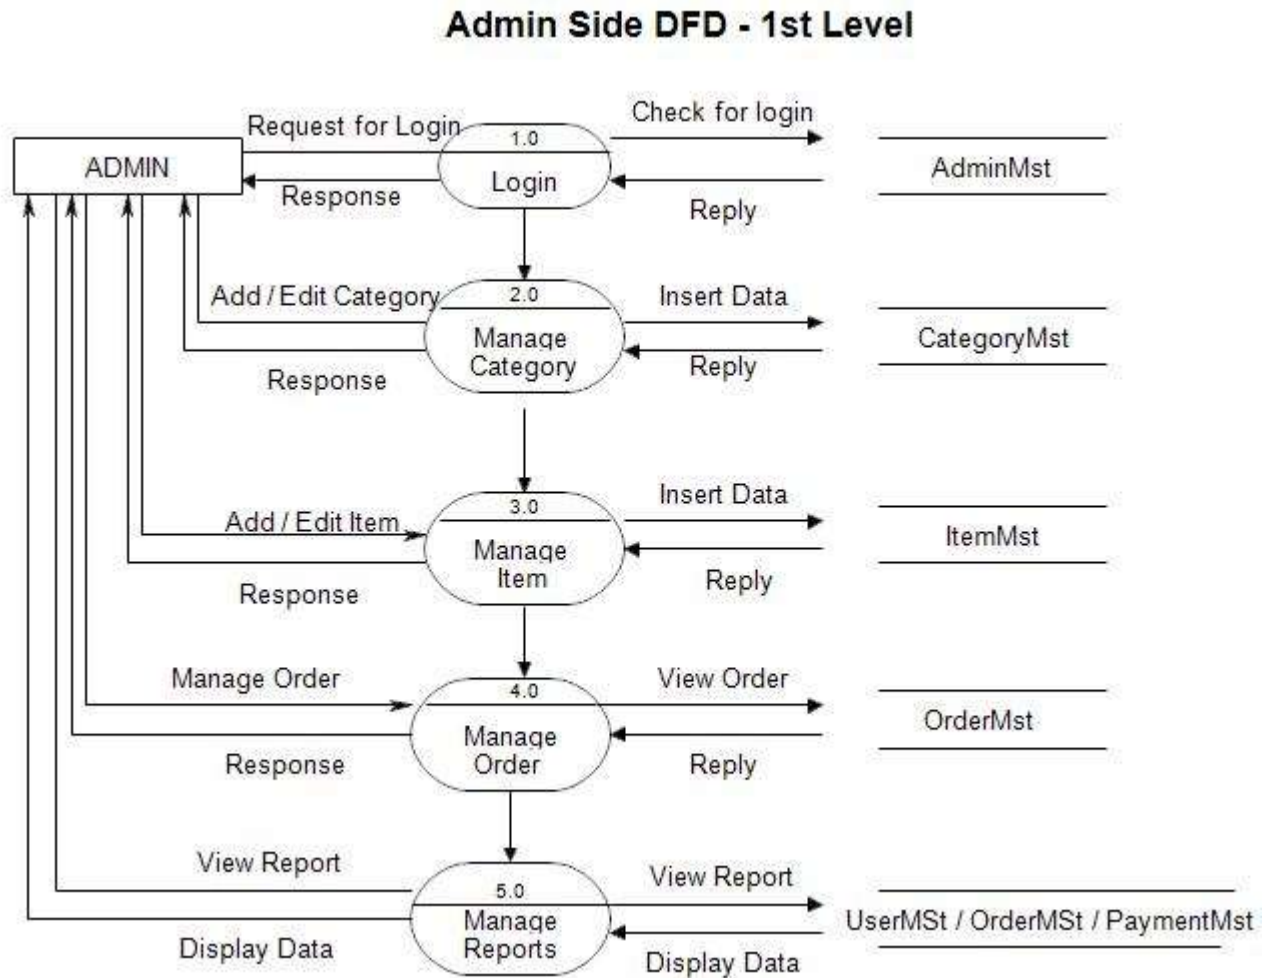 Admin Side DFD - 1st Level
Request for Login
Check for login
1.0
ADMIN
Login
AdminMst
Response
Reply
Add / Edit Category
2.0
Insert Data
Manage
Category
CategoryMst
Response
Reply
Add / Edit Item
3.0
Insert Data
Manage
Item
ItemMst
Response
Reply
Manage Order
4.0
View Order
Manage
Order
OrderMst
Response
Reply
View Report
5.0
View Report
Manage
Reports
UserMSt / OrderMSt / PaymentMst
Display Data
Display Data